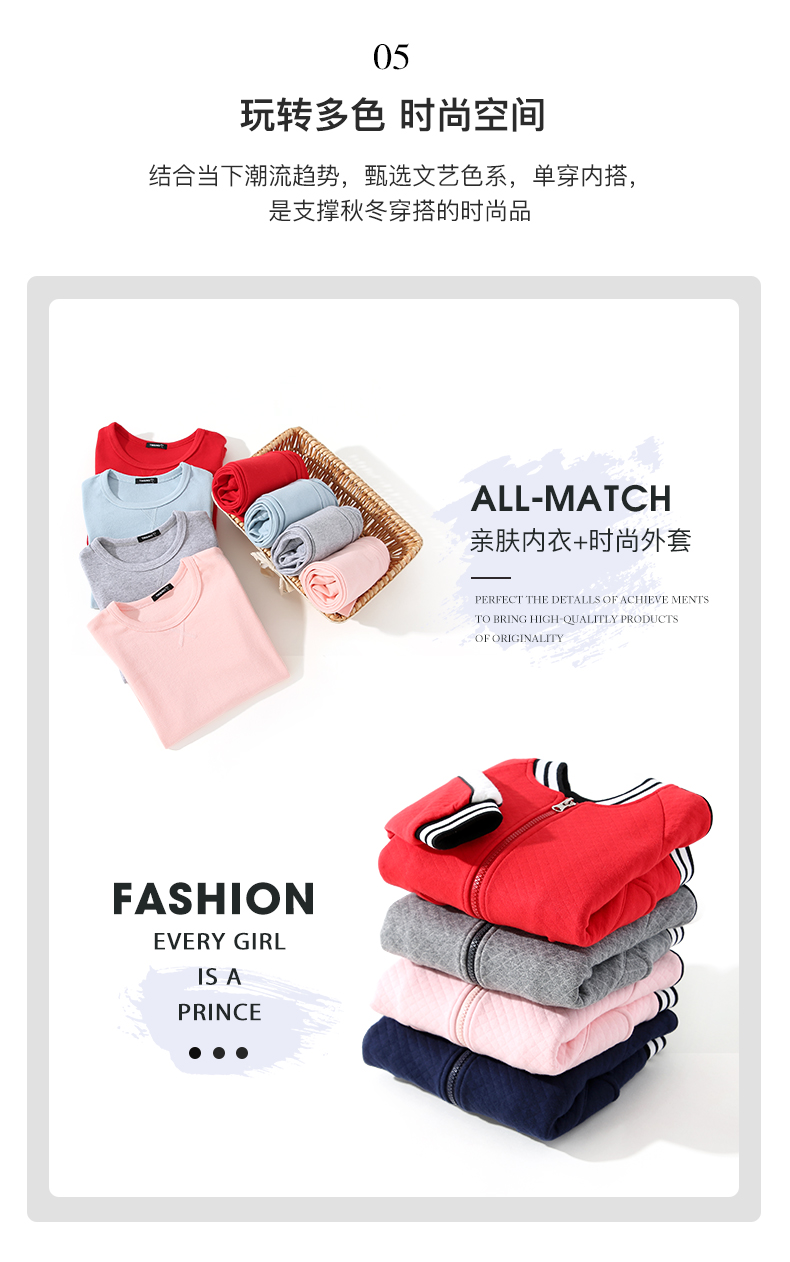 05
玩转多色 时尚空间
结合当下潮流趋势，甄选文艺色系，单穿内搭，
是支撑秋冬穿搭的时尚品
ALL-MATCH
亲肤内衣+时尚外套
PERFECT THE DETALLS OF ACHIEVE MENTS
TO BRING HIGH-QUALITLY PRODUCTS
OF ORIGINALITY
FASHION
EVERY GIRL
IS A
PRINCE